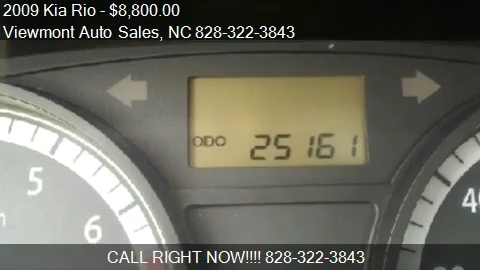 2009 Kia Rio - $8,800.00
Viewmont Auto Sales, NC 828-322-3843
ODO 25161
5
6
40
CALL RIGHT NOW!!!! 828-322-3843